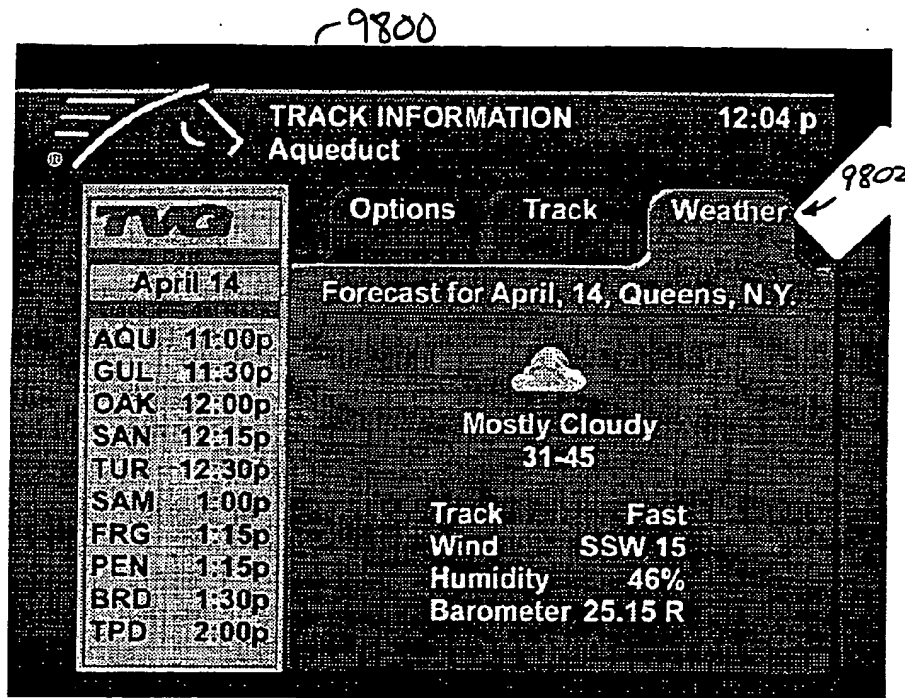 9800
TRACK INFORMATION 12:04 p
Aqueduct
®
9802
TVG
Options Track Weather
April 14
Forecast for April, 14, Queens, N.Y.
AQU 11:00p
GUL 11:30p
OAK 12:00p
SAN 12:15p
TUR 12:30p
SAM 1:00p
FRG 1:15p
PEN 1:15p
BRD 1:30p
TPD 2:00p
Mostly Cloudy
31-45
Track Fast
Wind SSW 15
Humidity 46%
Barometer 25.15 R